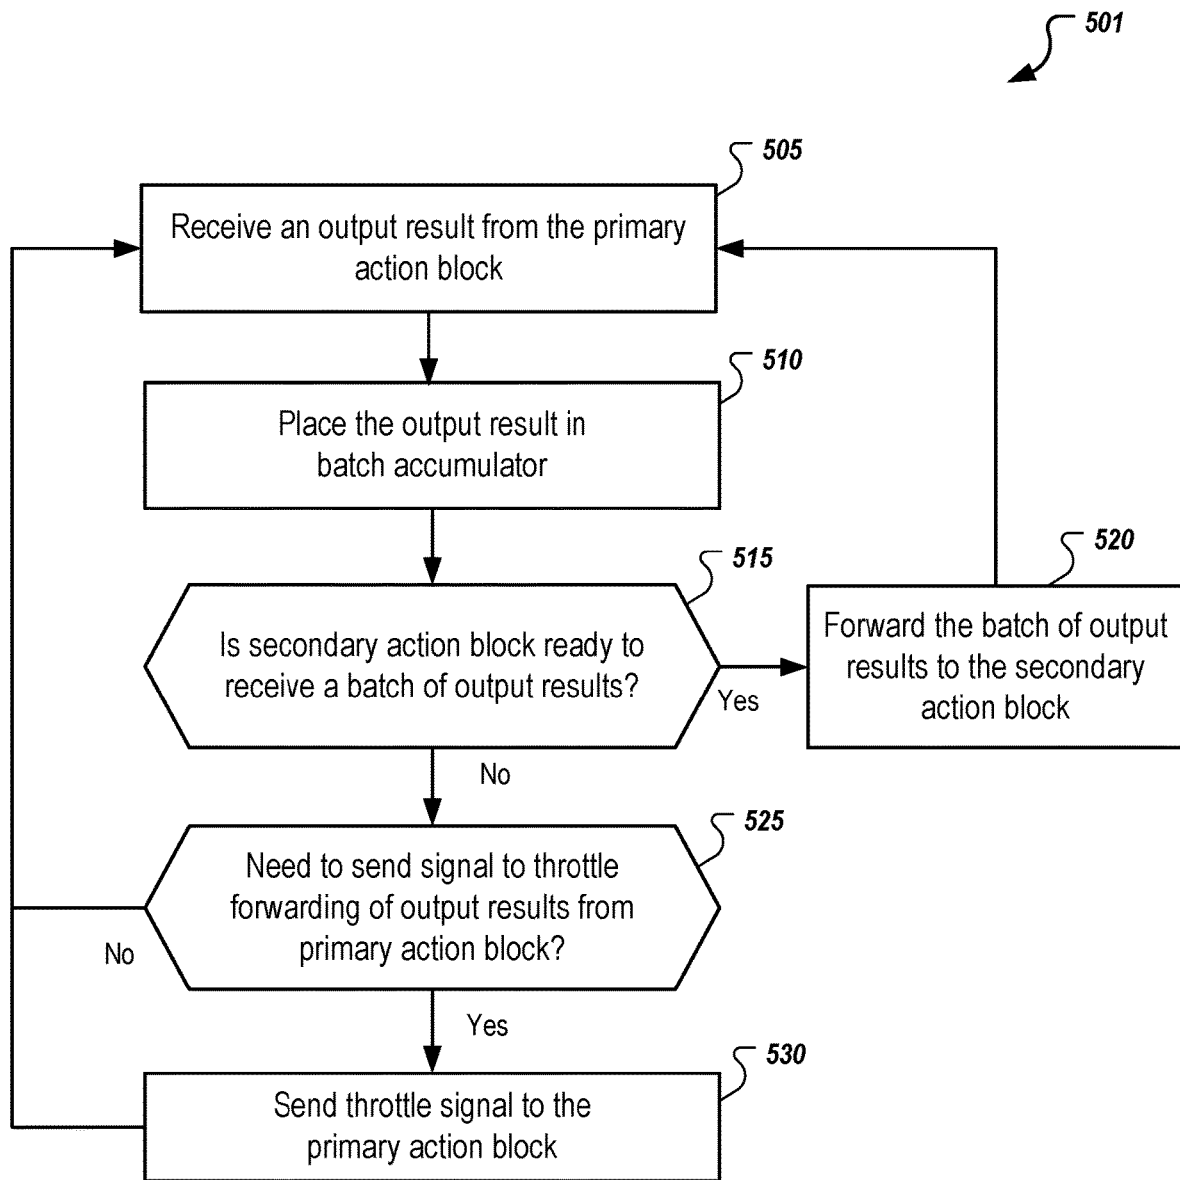 501
505
Receive an output result from the primary
action block
510
Place the output result in
batch accumulator
515
Is secondary action block ready to
receive a batch of output results?
Yes
520
Forward the batch of output
results to the secondary
action block
No
525
Need to send signal to throttle
forwarding of output results from
primary action block?
No
Yes
530
Send throttle signal to the
primary action block